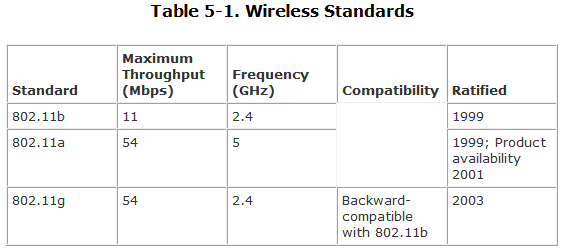 Table 5-1. Wireless Standards
Standard Maximum Throughput (Mbps) Frequency (GHz) Compatibility Ratified
802.11b 11 2.4 1999
802.11a 54 5 1999; Product availability 2001
802.11g 54 2.4 Backward-compatible with 802.11b 2003